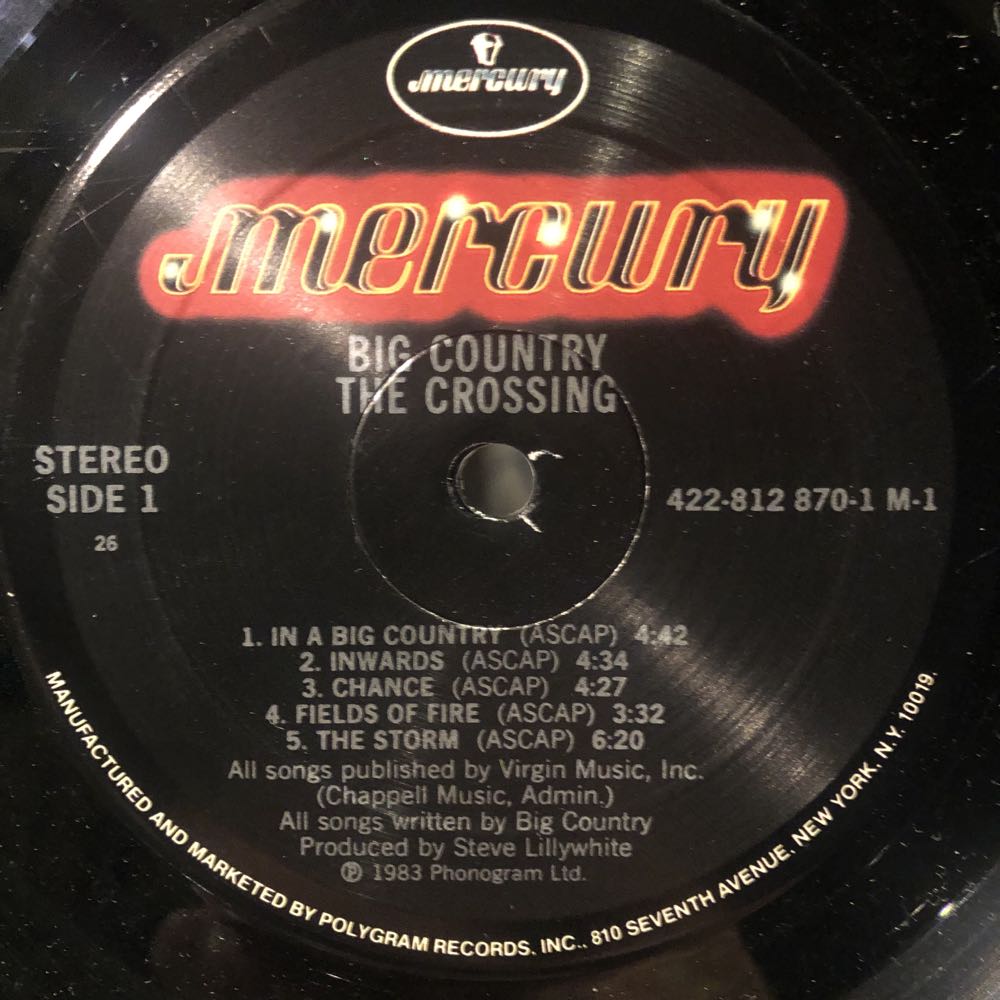 mercury
mercury
BIG COUNTRY
THE CROSSING
STEREO
SIDE 1
26
422-812 870-1 M-1
1. IN A BIG COUNTRY (ASCAP) 4:42
2. INWARDS (ASCAP) 4:34
3. CHANCE (ASCAP) 4:27
4. FIELDS OF FIRE (ASCAP) 3:32
5. THE STORM (ASCAP) 6:20
All songs published by Virgin Music, Inc.
(Chappell Music, Admin.)
All songs written by Big Country
Produced by Steve Lillywhite
Ⓟ 1983 Phonogram Ltd.
MANUFACTURED AND MARKETED BY POLYGRAM RECORDS, INC., 810 SEVENTH AVENUE, NEW YORK, N.Y. 10019.